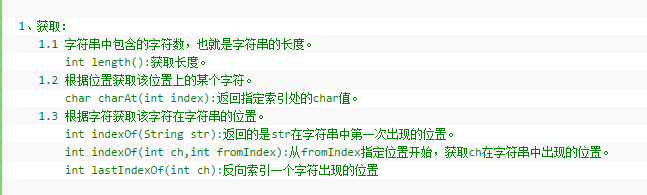 1、获取:
1.1 字符串中包含的字符数，也就是字符串的长度。
int length():获取长度。
1.2 根据位置获取该位置上的某个字符。
char charAt(int index):返回指定索引处的char值。
1.3 根据字符获取该字符在字符串的位置。
int indexOf(String str):返回的是str在字符串中第一次出现的位置。
int indexOf(int ch,int fromIndex):从fromIndex指定位置开始，获取ch在字符串中出现的位置。
int lastIndexOf(int ch):反向索引一个字符出现的位置